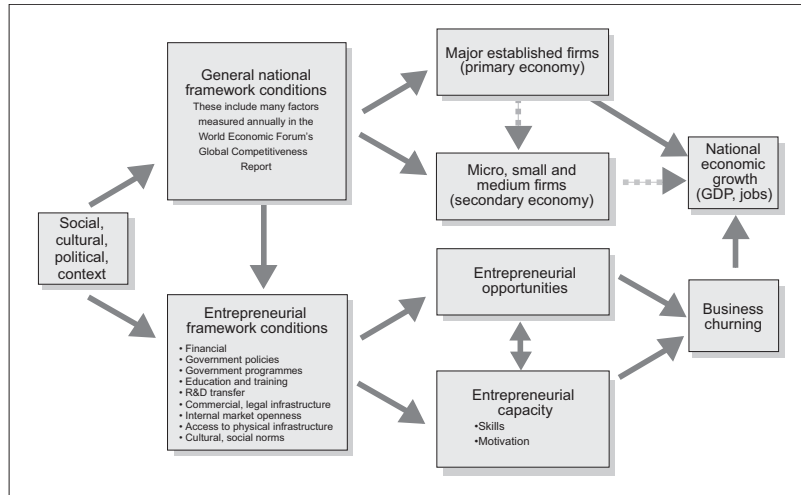 General national
framework conditions
These include many factors
measured annually in the
World Economic Forum's
Global Competitiveness
Report
Major established firms
(primary economy)
Micro, small and
medium firms
(secondary economy)
National
economic
growth
(GDP, jobs)
Social,
cultural,
political,
context
Entrepreneurial
framework conditions
•Financial
•Government policies
•Government programmes
•Education and training
•R&D transfer
•Commercial, legal infrastructure
•Internal market openness
•Access to physical infrastructure
•Cultural, social norms
Entrepreneurial
opportunities
Entrepreneurial
capacity
•Skills
•Motivation
Business
churning